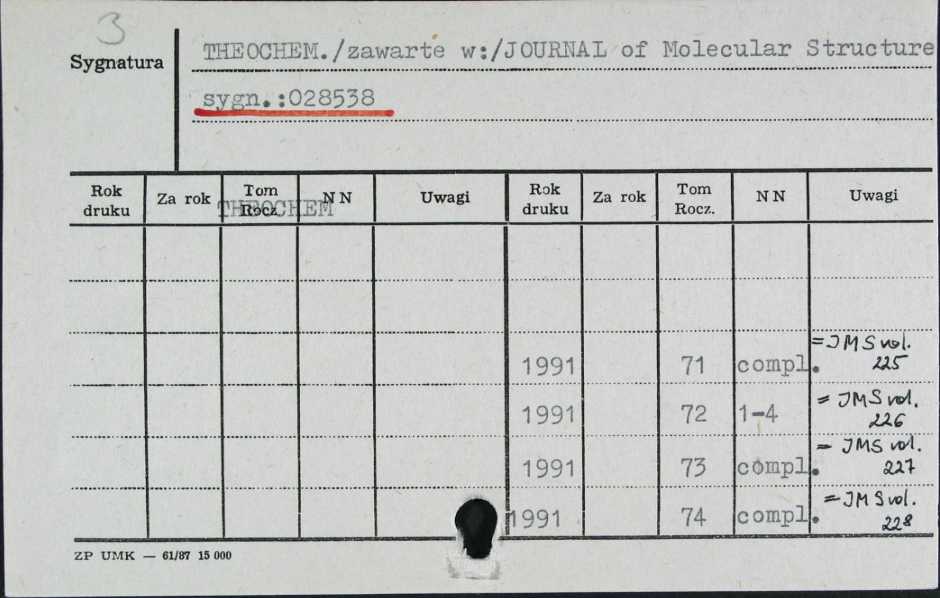 3
Sygnatura
THEOCHEM./zawarte w:/JOURNAL of Molecular Structure
sygn.:028538
Rok druku Za rok Tom Rocz. NN Uwagi Rok druku Za rok Tom Rocz. NN Uwagi
THEOCHEM
1991 71 compl. =JMS vol. 225
1991 72 1-4 = JMS vol. 226
1991 73 compl. = JMS vol. 227
1991 74 compl. =JMS vol. 228
ZP UMK — 61/87 15 000